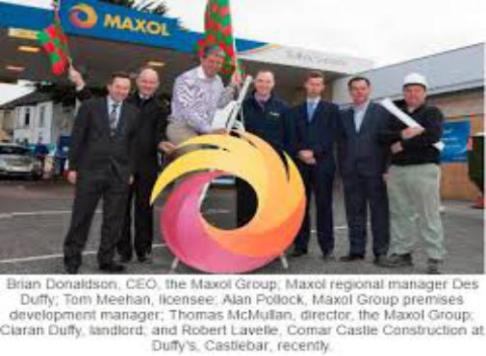 MAXOL
Brian Donaldson, CEO, the Maxol Group; Maxol regional manager Des
Duffy; Tom Meehan, licensee; Alan Pollock, Maxol Group premises
development manager; Thomas McMullan, director, the Maxol Group;
Ciaran Duffy, landlord; and Robert Lavelle, Comar Castle Construction at
Duffy's, Castlebar, recently.